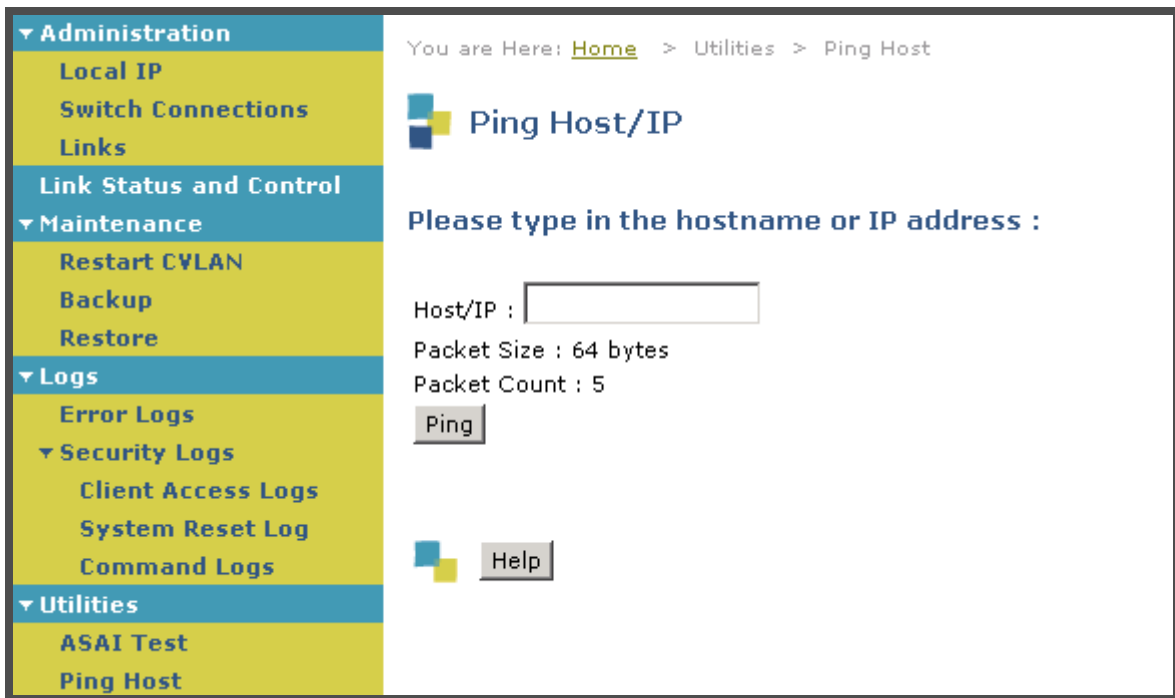 Administration
Local IP
Switch Connections
Links
Link Status and Control
Maintenance
Restart CVLAN
Backup
Restore
Logs
Error Logs
Security Logs
Client Access Logs
System Reset Log
Command Logs
Utilities
ASAI Test
Ping Host
You are Here: Home > Utilities > Ping Host
Ping Host/IP
Please type in the hostname or IP address :
Host/IP :
Packet Size : 64 bytes
Packet Count : 5
Ping
Help